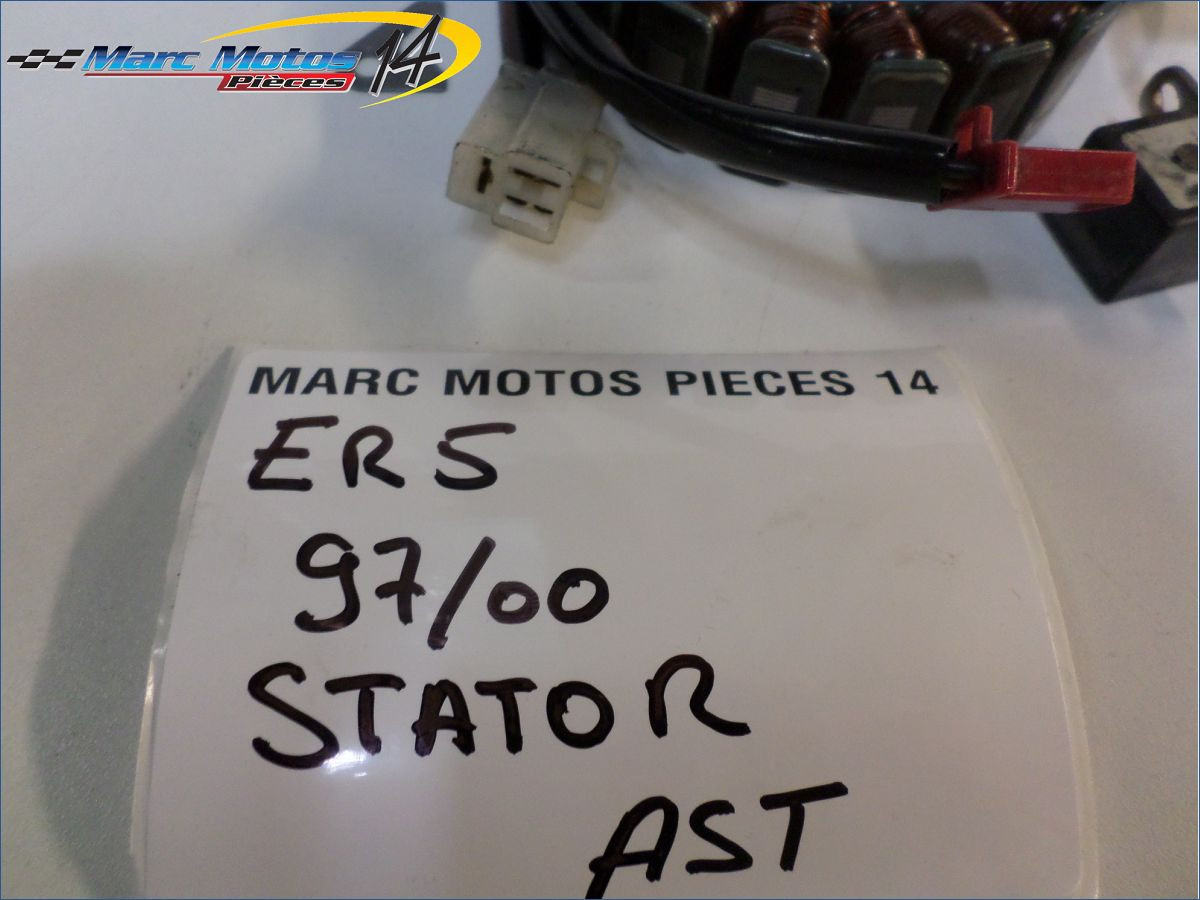 Marc Motos 14
Pièces
MARC MOTOS PIECES 14
ER5
97/00
STATOR
AST